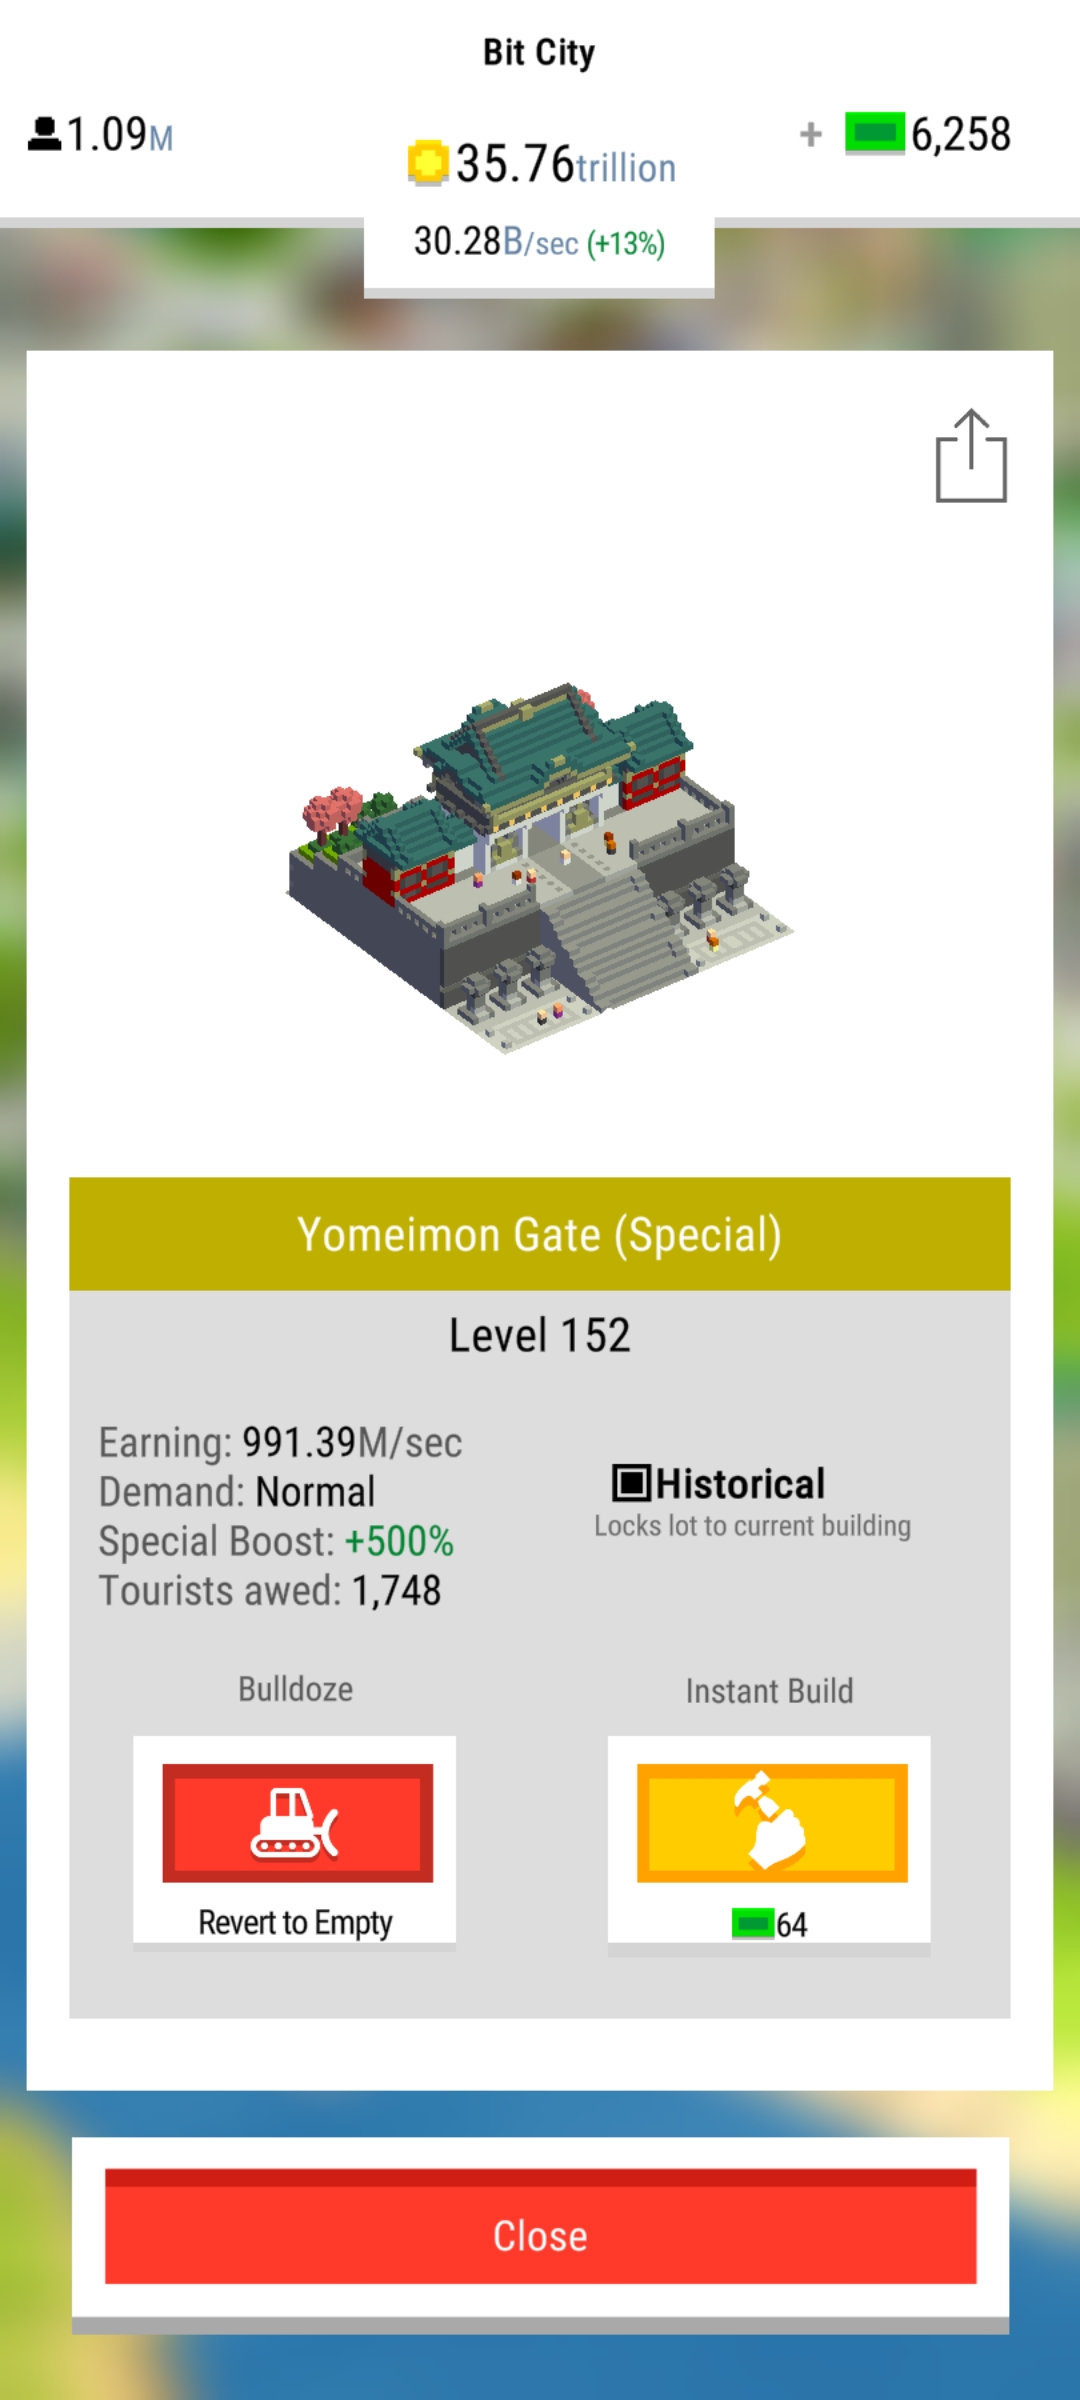 Bit City
1.09M
35.76trillion
+ 6,258
30.28B/sec (+13%)
Yomeimon Gate (Special)
Level 152
Earning: 991.39M/sec
Demand: Normal
Special Boost: +500%
Tourists awed: 1,748
Historical
Locks lot to current building
Bulldoze
Revert to Empty
Instant Build
64
Close